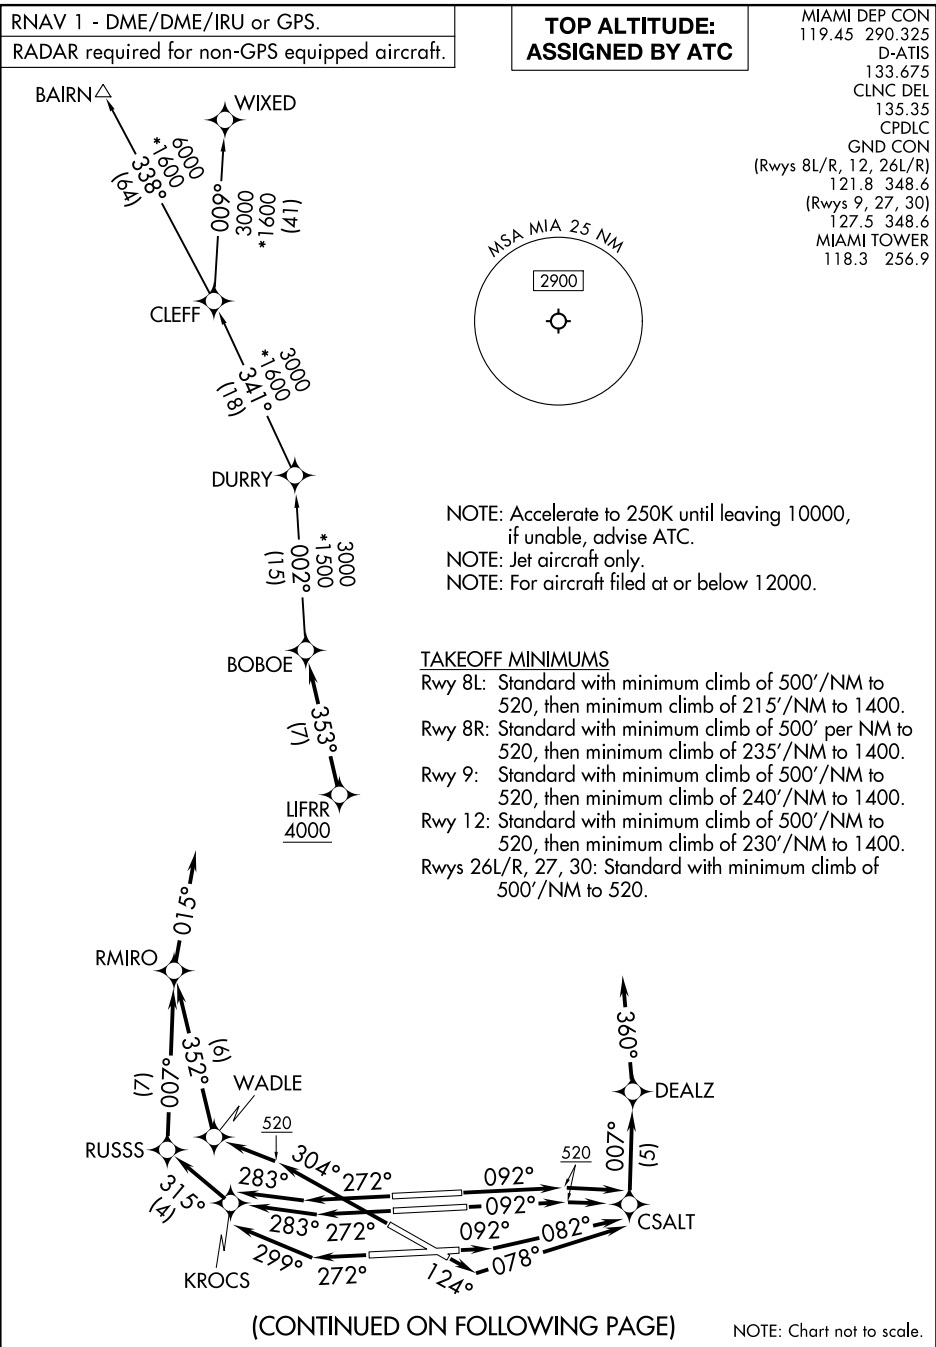 RNAV 1 - DME/DME/IRU or GPS.
RADAR required for non-GPS equipped aircraft.
TOP ALTITUDE:
ASSIGNED BY ATC
MIAMI DEP CON
119.45 290.325
D-ATIS
133.675
CLNC DEL
135.35
CPDLC
GND CON
(Rwys 8L/R, 12, 26L/R)
121.8 348.6
(Rwys 9, 27, 30)
127.5 348.6
MIAMI TOWER
118.3 256.9
BAIRN
WIXED
6000
*1600
338°
(64)
009°
3000
*1600
(41)
MSA MIA 25 NM
2900
CLEFF
3000
*1600
341°
(18)
DURRY
3000
*1500
002°
(15)
NOTE: Accelerate to 250K until leaving 10000,
if unable, advise ATC.
NOTE: Jet aircraft only.
NOTE: For aircraft filed at or below 12000.
BOBOE
353°
(7)
LIFRR
4000
TAKEOFF MINIMUMS
Rwy 8L: Standard with minimum climb of 500'/NM to
520, then minimum climb of 215'/NM to 1400.
Rwy 8R: Standard with minimum climb of 500' per NM to
520, then minimum climb of 235'/NM to 1400.
Rwy 9: Standard with minimum climb of 500'/NM to
520, then minimum climb of 240'/NM to 1400.
Rwy 12: Standard with minimum climb of 500'/NM to
520, then minimum climb of 230'/NM to 1400.
Rwys 26L/R, 27, 30: Standard with minimum climb of
500'/NM to 520.
015°
RMIRO
007°
(7)
352°
(6)
WADLE
360°
DEALZ
007°
(5)
RUSSS
520
304°
520
315°
(4)
283°
272°
092°
283°
272°
092°
CSALT
299°
272°
092°
082°
124°
078°
KROCS
(CONTINUED ON FOLLOWING PAGE)
NOTE: Chart not to scale.